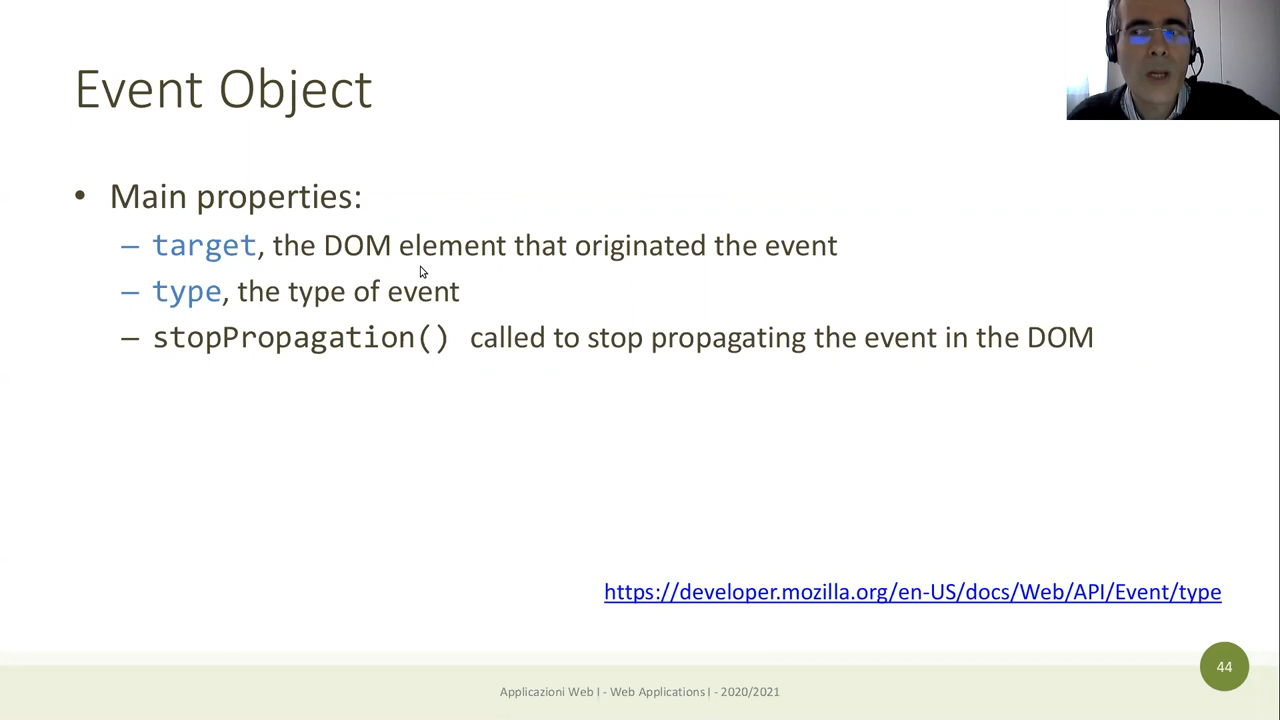 Event Object
• Main properties:
– target, the DOM element that originated the event
– type, the type of event
– stopPropagation() called to stop propagating the event in the DOM
https://developer.mozilla.org/en-US/docs/Web/API/Event/type
44
Applicazioni Web I - Web Applications I - 2020/2021